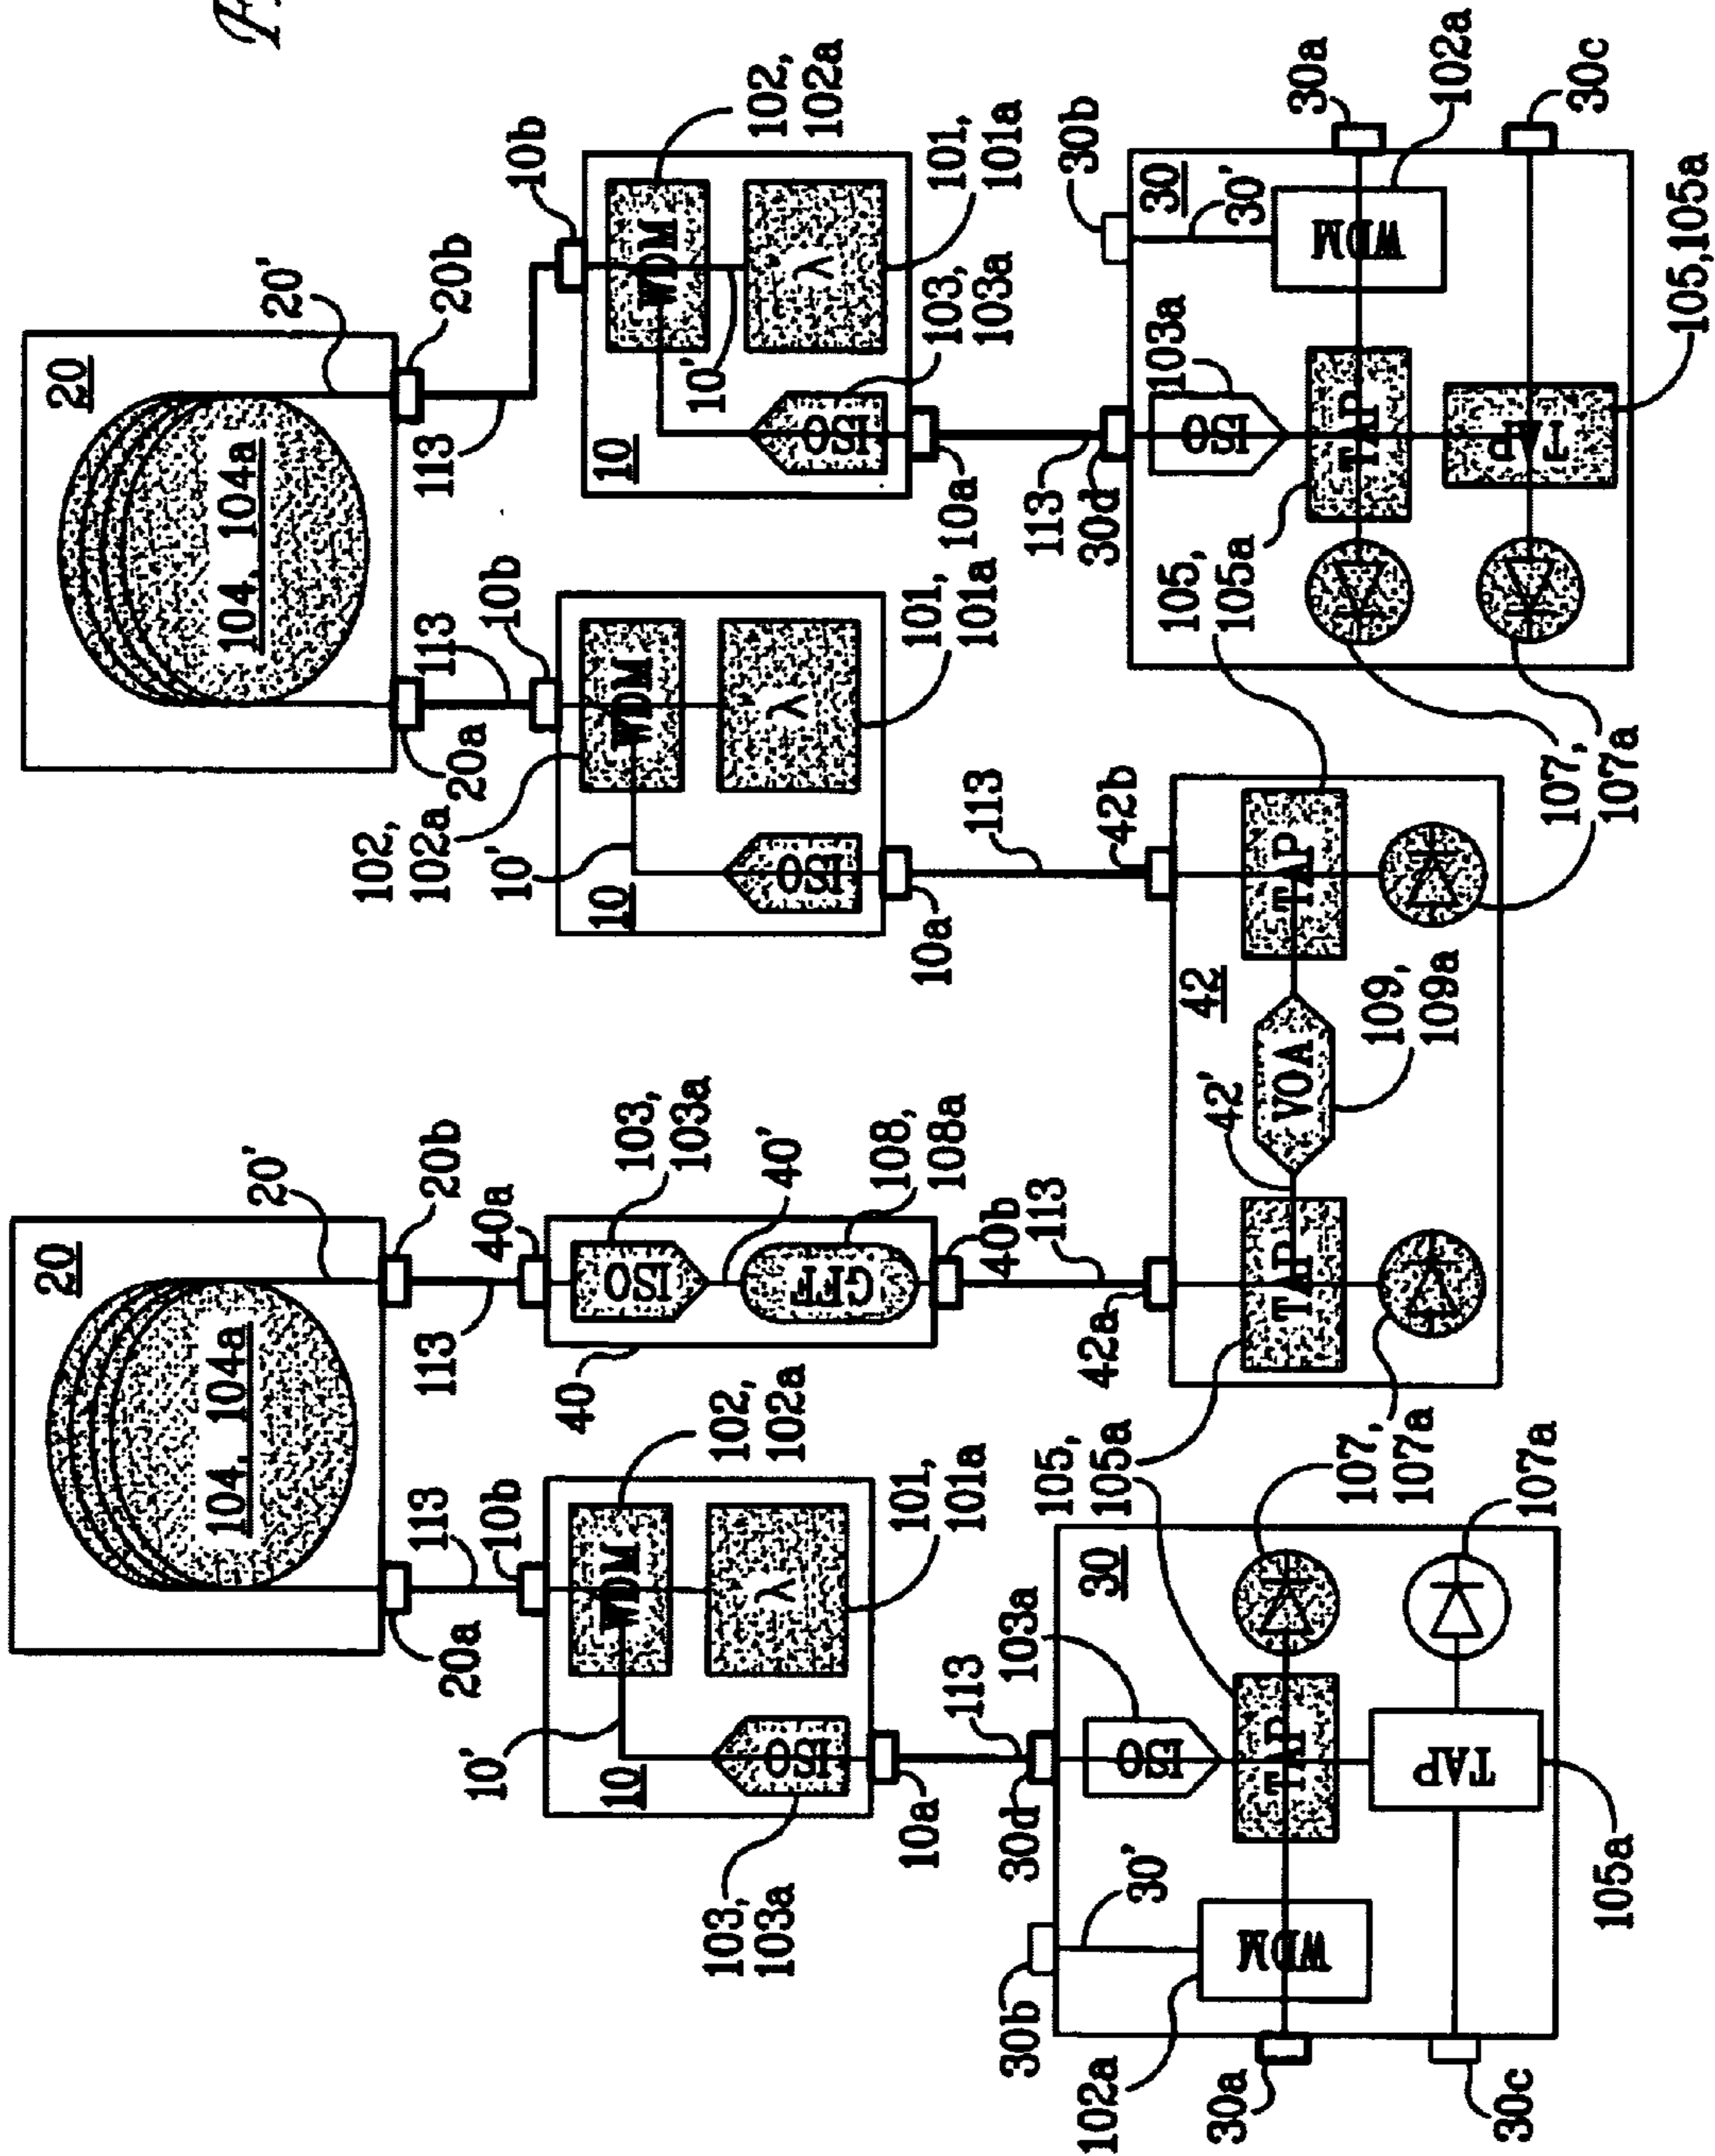 20
104, 104a
20'
20a
20b
113
113
10b
40a
102,
102a
WDM
λ
101,
101a
10'
10
ISO
103,
103a
10a
40
ISO
103,
103a
40'
GFF
108,
108a
40b
113
113
30d
30b
30'
30
103a
ISO
102a
WDM
TAP
105,
105a
107,
107a
107a
TAP
105a
30a
30c
42a
42b
42
42'
TAP
VOA
109,
109a
TAP
105,
105a
107,
107a
20
104, 104a
20'
20a
20b
113
113
10b
10b
102,
102a
WDM
λ
101,
101a
10'
10
ISO
10a
113
102,
102a
WDM
λ
101,
101a
10'
10
ISO
103,
103a
10a
113
30d
30b
30'
30
103a
ISO
WDM
102a
TAP
105a
TAP
105,105a
30a
30c